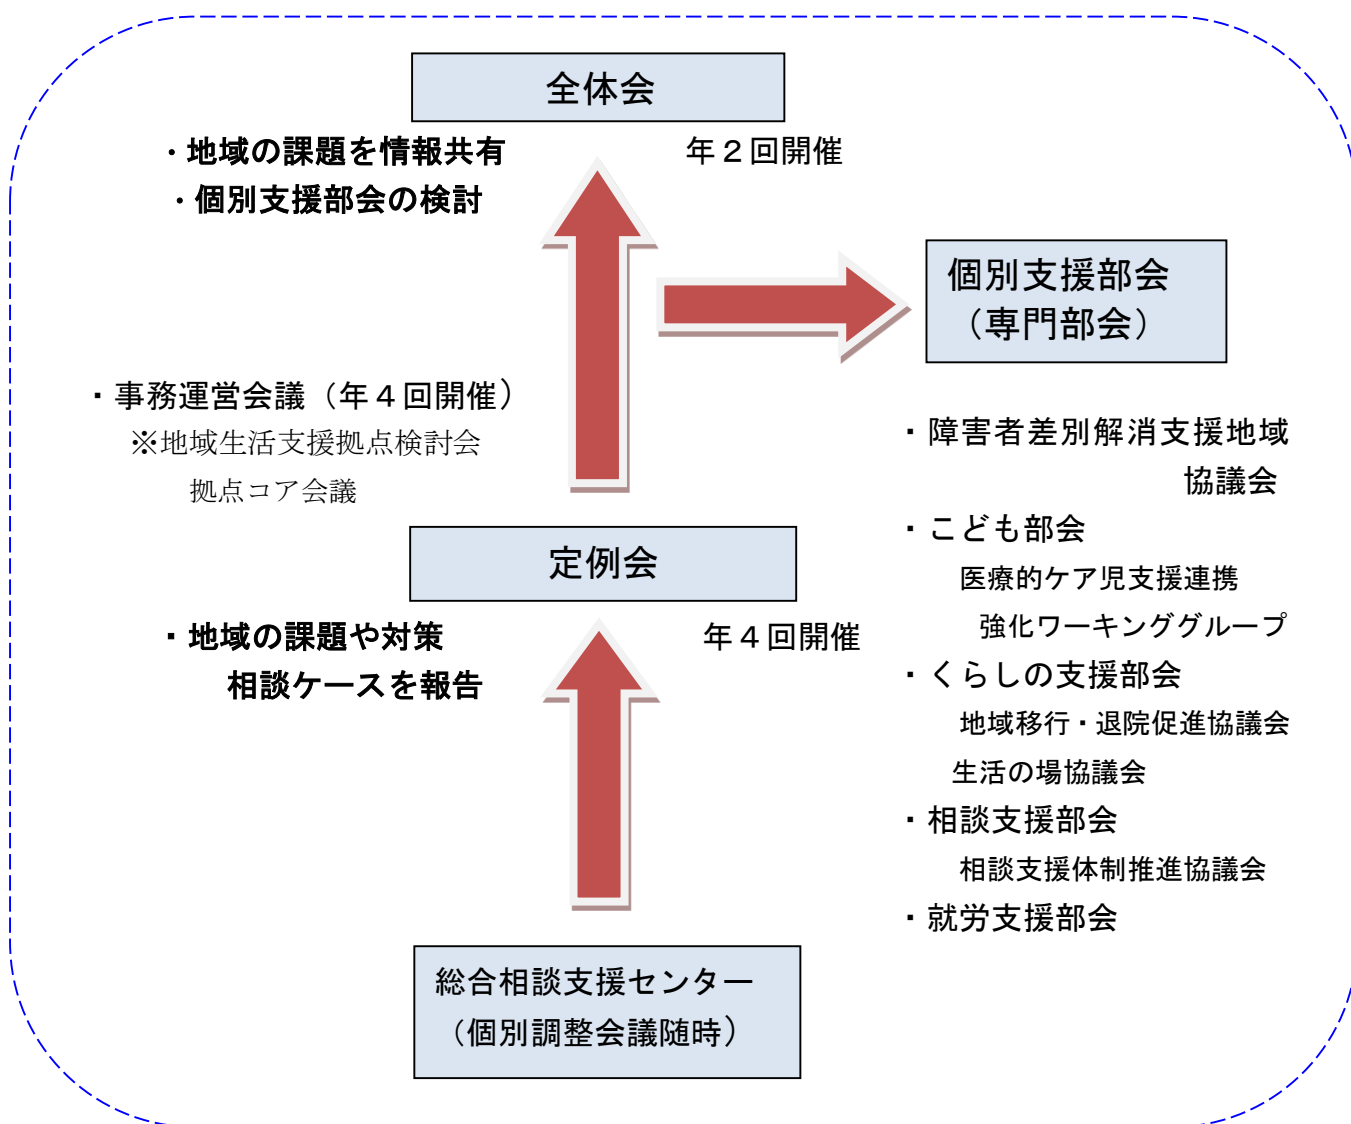 全体会
・地域の課題を情報共有
年２回開催
・個別支援部会の検討
個別支援部会
（専門部会）
・事務運営会議（年４回開催）
※地域生活支援拠点検討会
拠点コア会議
・障害者差別解消支援地域
協議会
・こども部会
医療的ケア児支援連携
強化ワーキンググループ
・くらしの支援部会
地域移行・退院促進協議会
生活の場協議会
・相談支援部会
相談支援体制推進協議会
・就労支援部会
定例会
・地域の課題や対策
年４回開催
相談ケースを報告
総合相談支援センター
（個別調整会議随時）